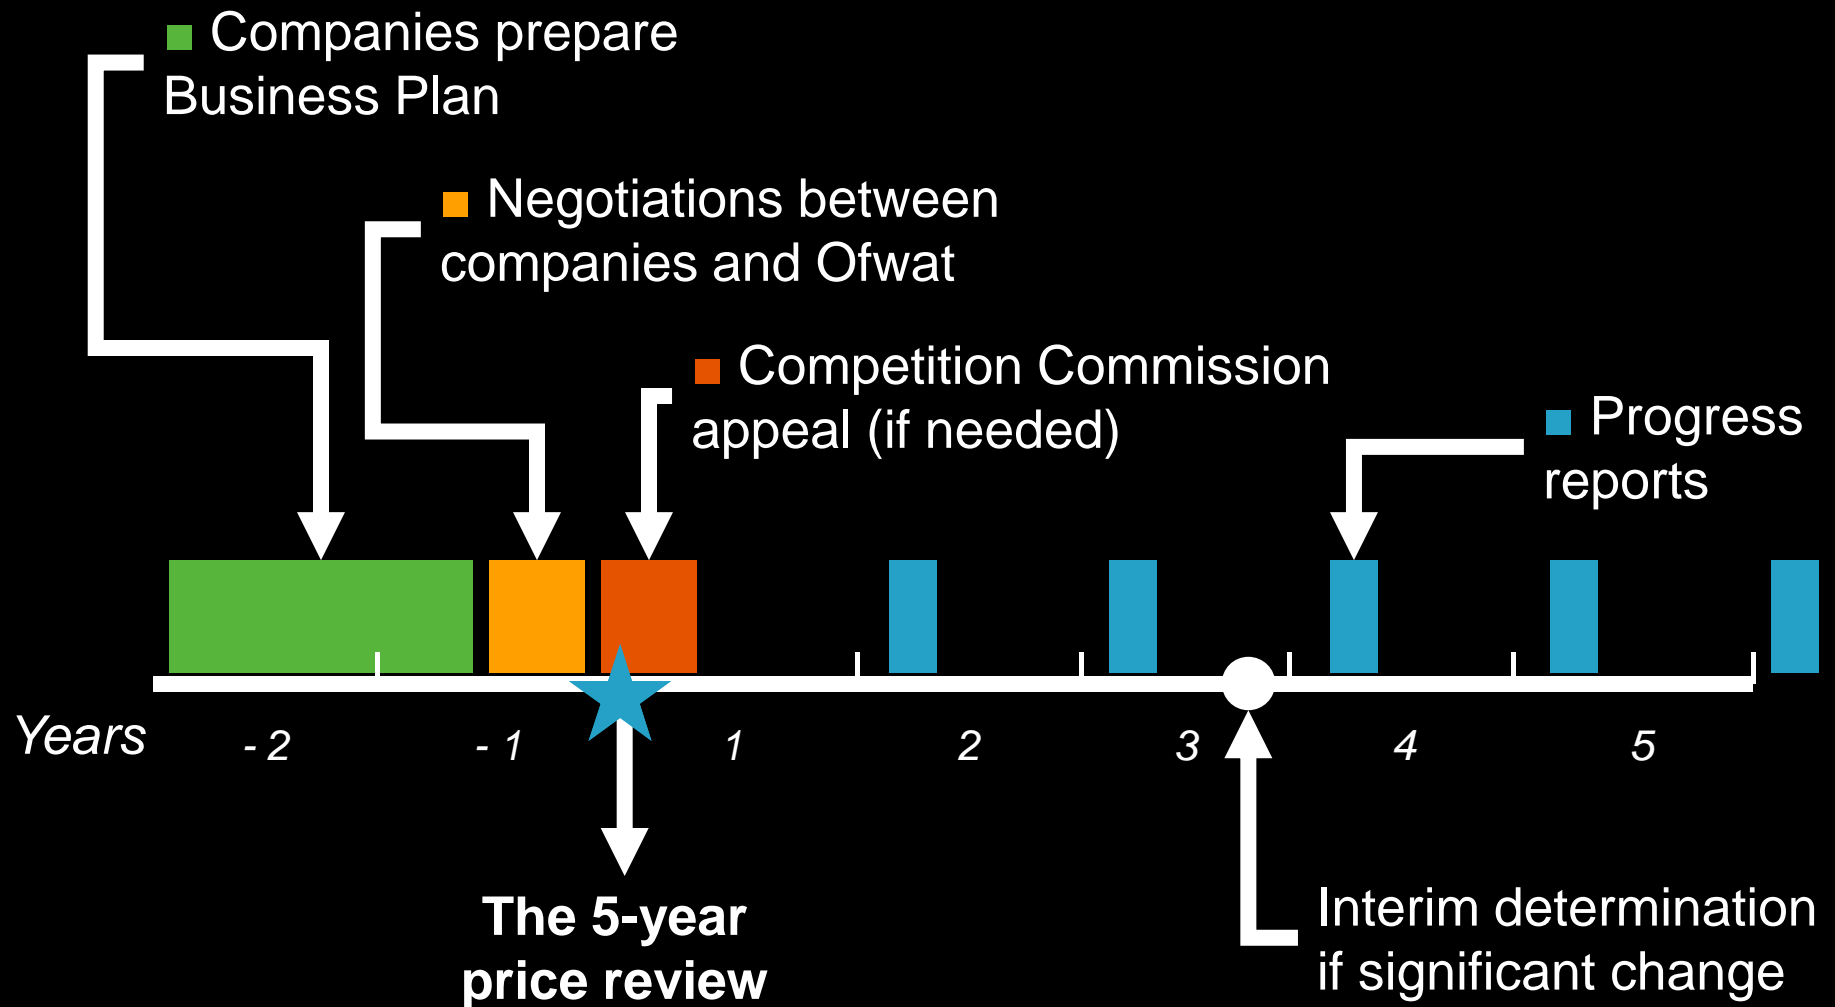 Companies prepare
Business Plan
Negotiations between
companies and Ofwat
Competition Commission
appeal (if needed)
Progress
reports
Years
- 2
- 1
1
2
3
4
5
The 5-year
price review
Interim determination
if significant change